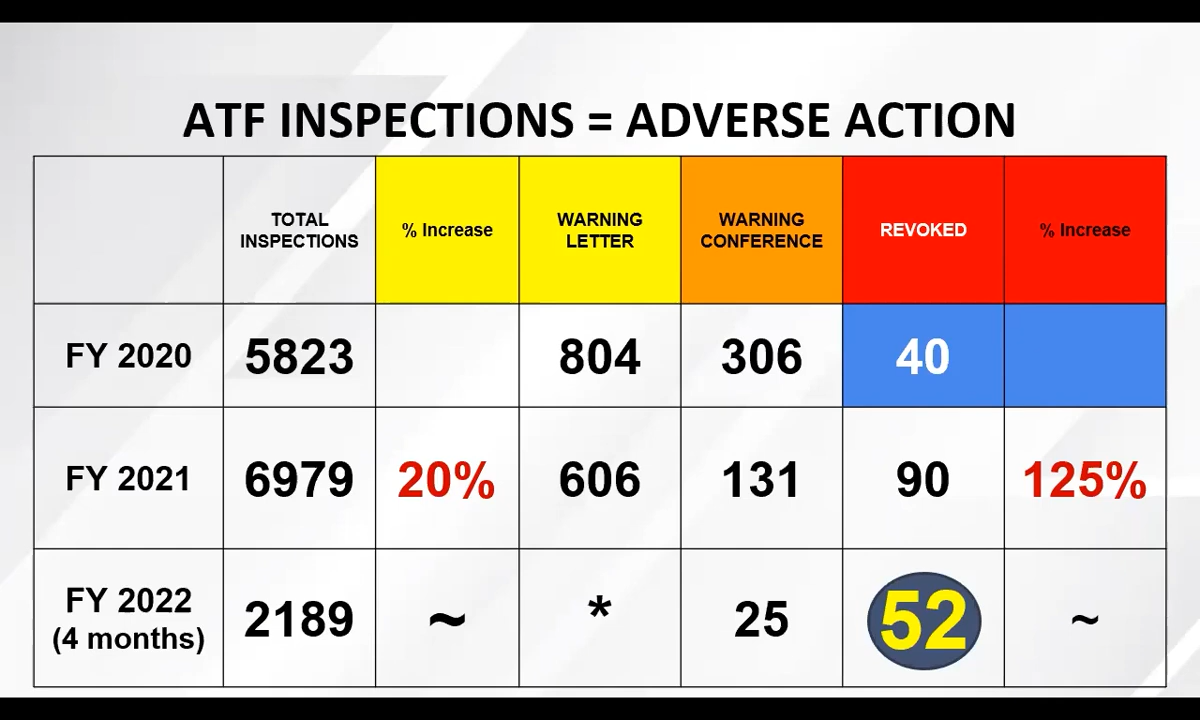 ATF INSPECTIONS = ADVERSE ACTION
TOTAL
INSPECTIONS
% Increase
WARNING
LETTER
WARNING
CONFERENCE
REVOKED
% Increase
FY 2020
5823
804
306
40
FY 2021
6979
20%
606
131
90
125%
FY 2022
(4 months)
2189
~
*
25
52
~